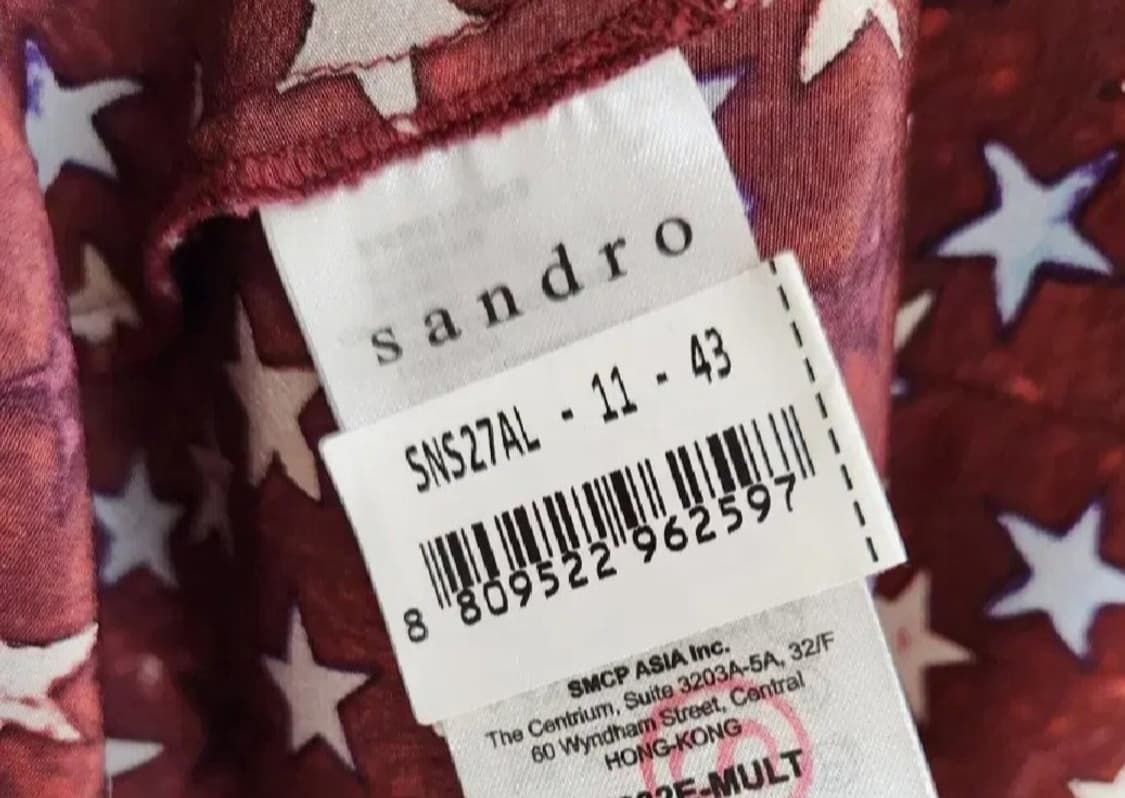 sandro
SNS27AL - 11 - 43
8 809522 962597
SMCP ASIA Inc.
The Centrium, Suite 3203A-5A, 32/F
60 Wyndham Street, Central
HONG-KONG